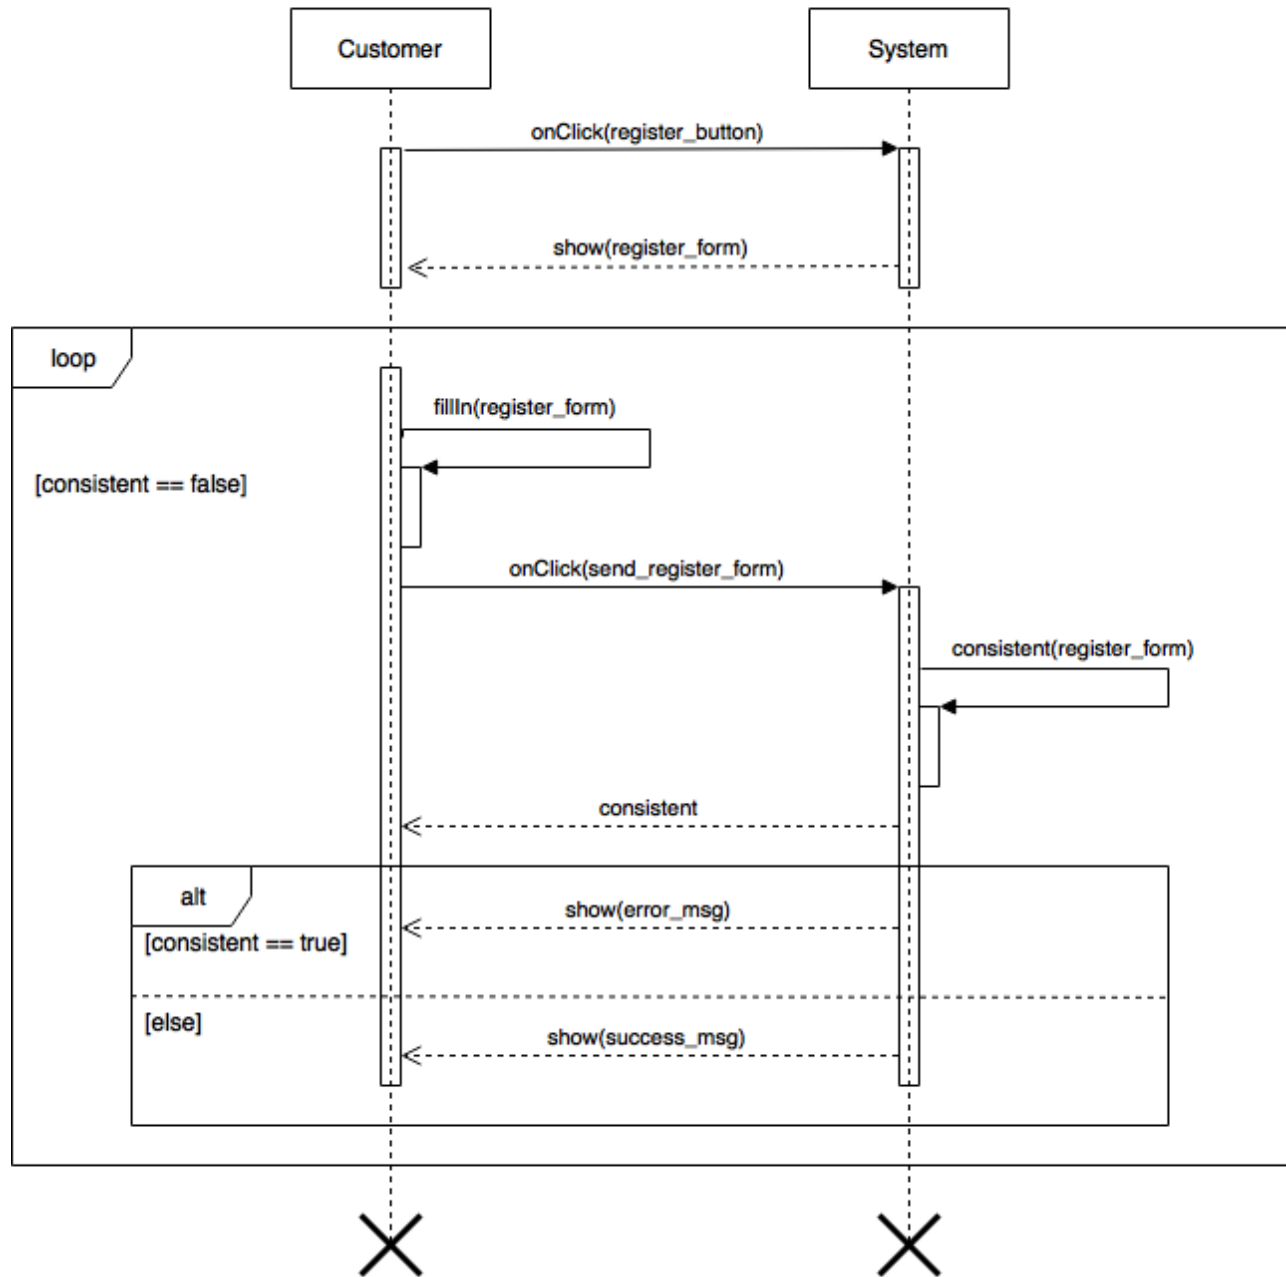 Customer
System
onClick(register_button)
show(register_form)
loop
fillIn(register_form)
[consistent == false]
onClick(send_register_form)
consistent(register_form)
consistent
alt
show(error_msg)
[consistent == true]
[else]
show(success_msg)